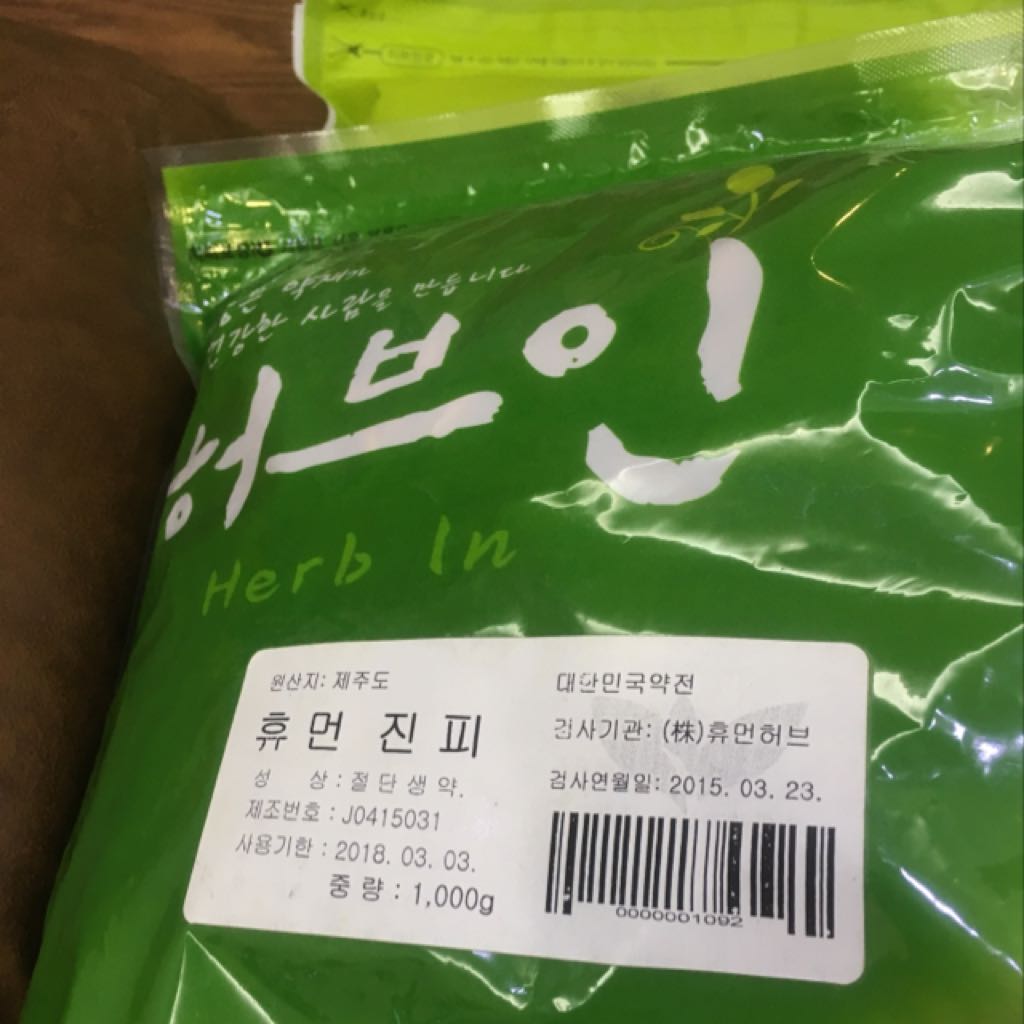 약재가
건강한 사람을 만듭니다
허브인
Herb In
원산지: 제주도
휴먼 진피
성 상 : 절단생약.
제조번호 : J0415031
사용기한 : 2018. 03. 03.
중량 : 1,000g
대한민국약전
검사기관: (株)휴먼허브
검사연월일: 2015. 03. 23.
0000001092